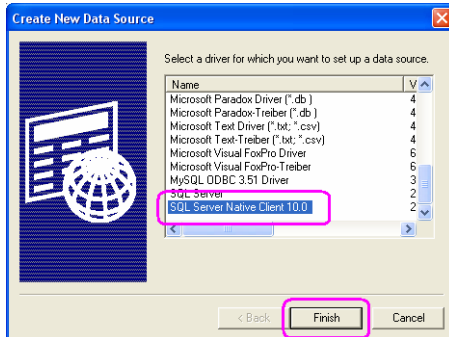 Create New Data Source
Select a driver for which you want to set up a data source.
Name V
Microsoft Paradox Driver (*.db ) 4
Microsoft Paradox-Treiber (*.db ) 4
Microsoft Text Driver (*.txt; *.csv) 4
Microsoft Text-Treiber (*.txt; *.csv) 4
Microsoft Visual FoxPro Driver 6
Microsoft Visual FoxPro-Treiber 6
MySQL ODBC 3.51 Driver 3
SQL Server 2
SQL Server Native Client 10.0 2
< Back Finish Cancel